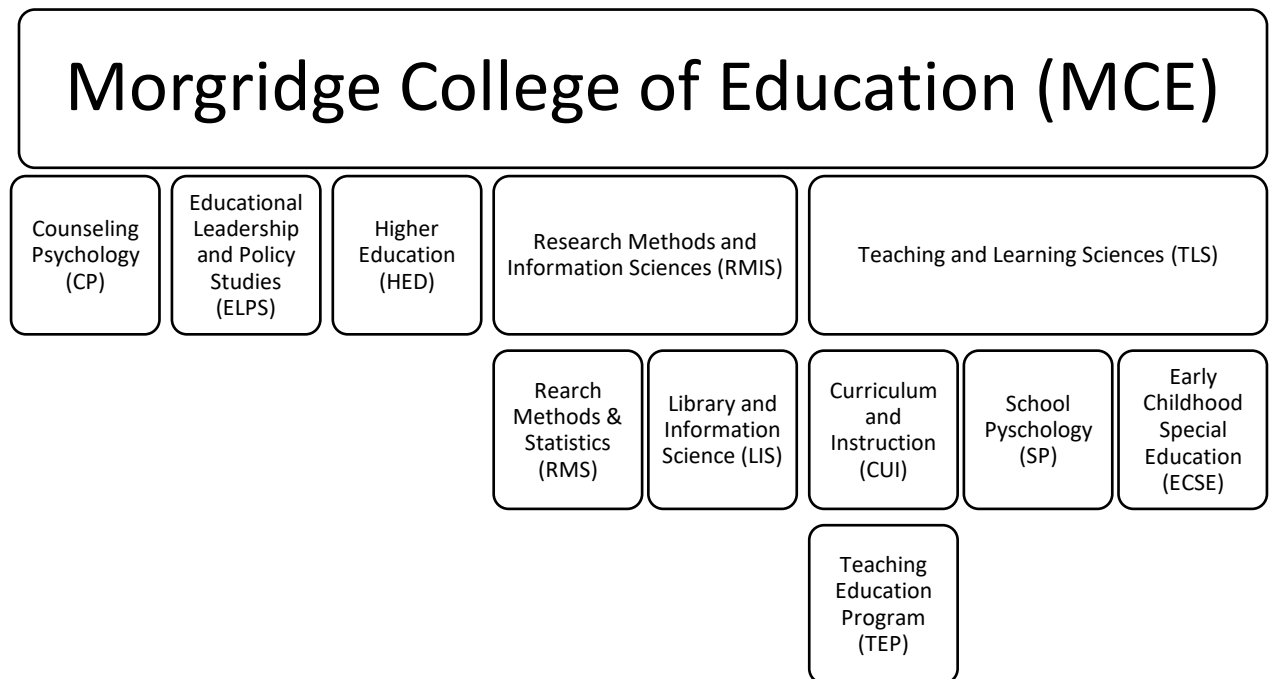 Morgridge College of Education (MCE)
Counseling
Psychology
(CP)
Educational
Leadership
and Policy
Studies
(ELPS)
Higher
Education
(HED)
Research Methods and
Information Sciences (RMIS)
Teaching and Learning Sciences (TLS)
Rearch
Methods &
Statistics
(RMS)
Library and
Information
Science (LIS)
Curriculum
and
Instruction
(CUI)
School
Pyschology
(SP)
Early
Childhood
Special
Education
(ECSE)
Teaching
Education
Program
(TEP)